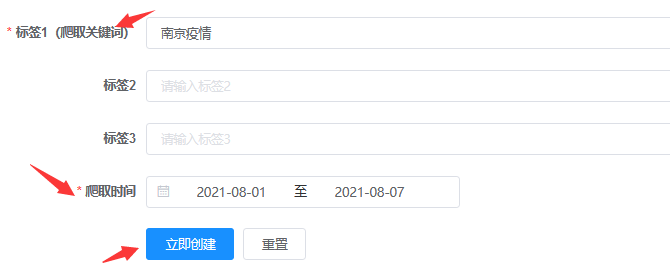 * 标签1（爬取关键词） 南京疫情
标签2 请输入标签2
标签3 请输入标签3
* 爬取时间 2021-08-01 至 2021-08-07
立即创建 重置